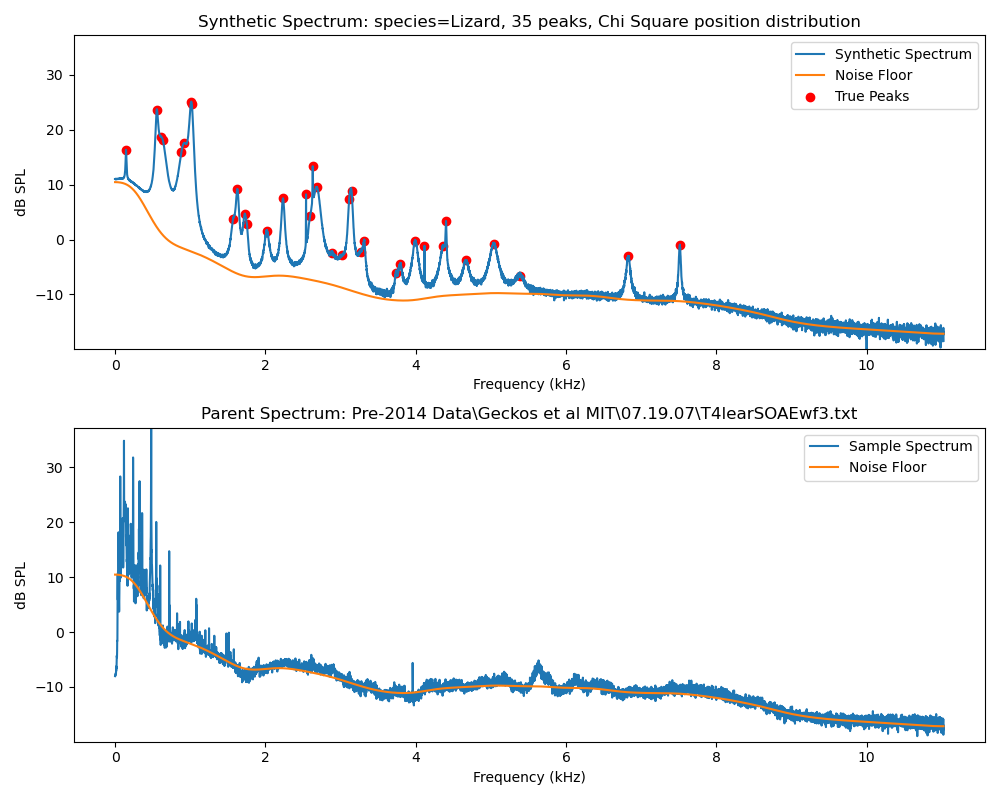 Synthetic Spectrum: species=Lizard, 35 peaks, Chi Square position distribution
30
20
10
0
−10
dB SPL
Synthetic Spectrum
Noise Floor
True Peaks
0 2 4 6 8 10
Frequency (kHz)
Parent Spectrum: Pre-2014 Data\Geckos et al MIT\07.19.07\T4learSOAEwf3.txt
30
20
10
0
−10
dB SPL
Sample Spectrum
Noise Floor
0 2 4 6 8 10
Frequency (kHz)